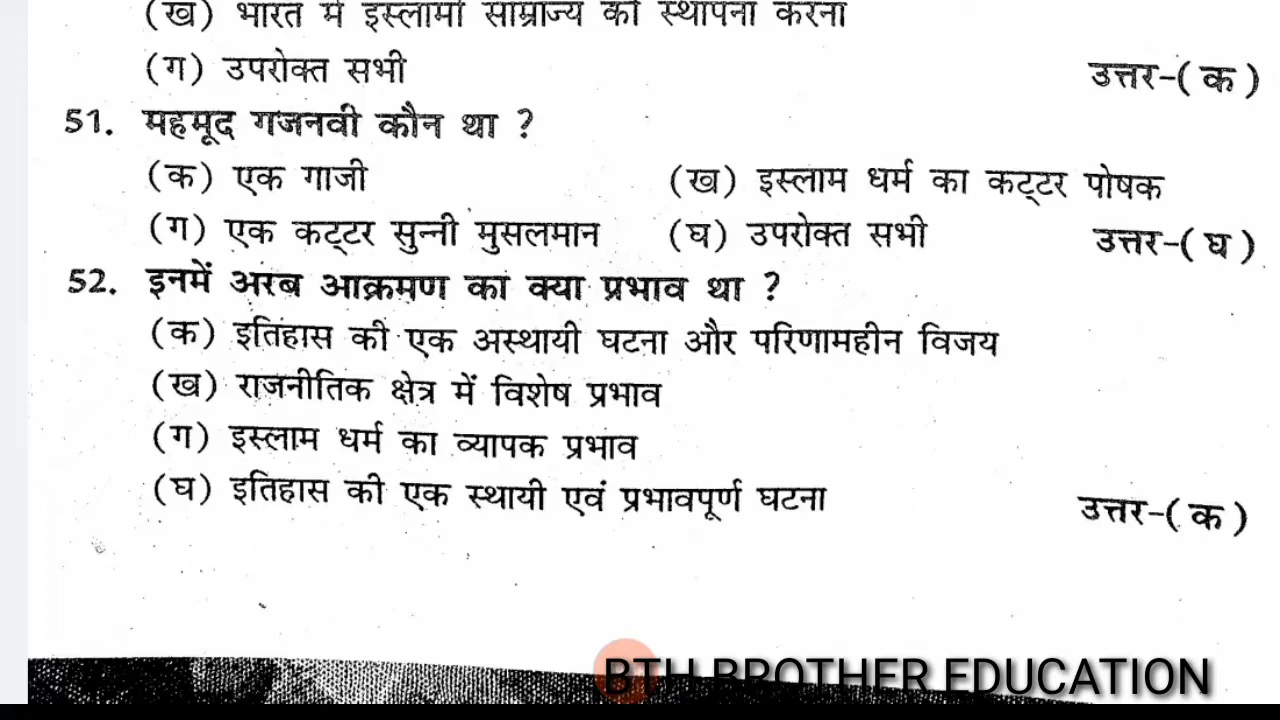 (ख) भारत में इस्लामी साम्राज्य की स्थापना करना
(ग) उपरोक्त सभी उत्तर-( क )
51. महमूद गजनवी कौन था ?
(क) एक गाजी (ख) इस्लाम धर्म का कट्टर पोषक
(ग) एक कट्टर सुन्नी मुसलमान (घ) उपरोक्त सभी उत्तर-( घ )
52. इनमें अरब आक्रमण का क्या प्रभाव था ?
(क) इतिहास की एक अस्थायी घटना और परिणामहीन विजय
(ख) राजनीतिक क्षेत्र में विशेष प्रभाव
(ग) इस्लाम धर्म का व्यापक प्रभाव
(घ) इतिहास की एक स्थायी एवं प्रभावपूर्ण घटना उत्तर-( क )
BTH BROTHER EDUCATION